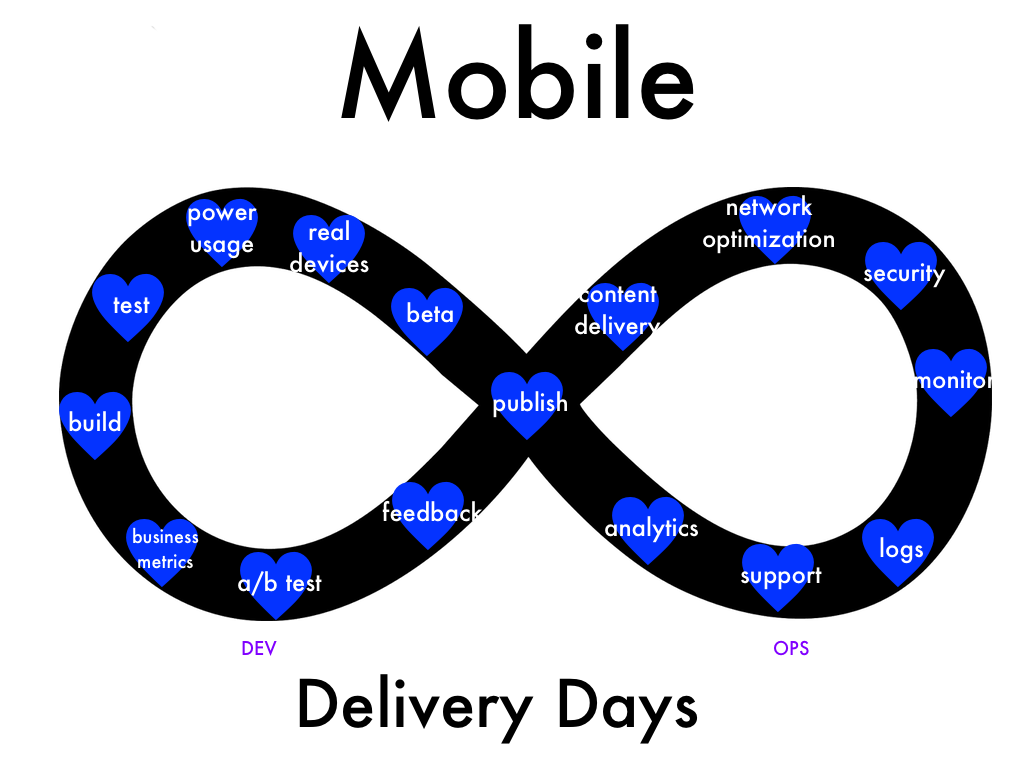 Mobile
power
usage
real
devices
test
beta
build
business
metrics
a/b test
feedback
publish
content
delivery
network
optimization
security
monitor
logs
support
analytics
DEV
OPS
Delivery Days